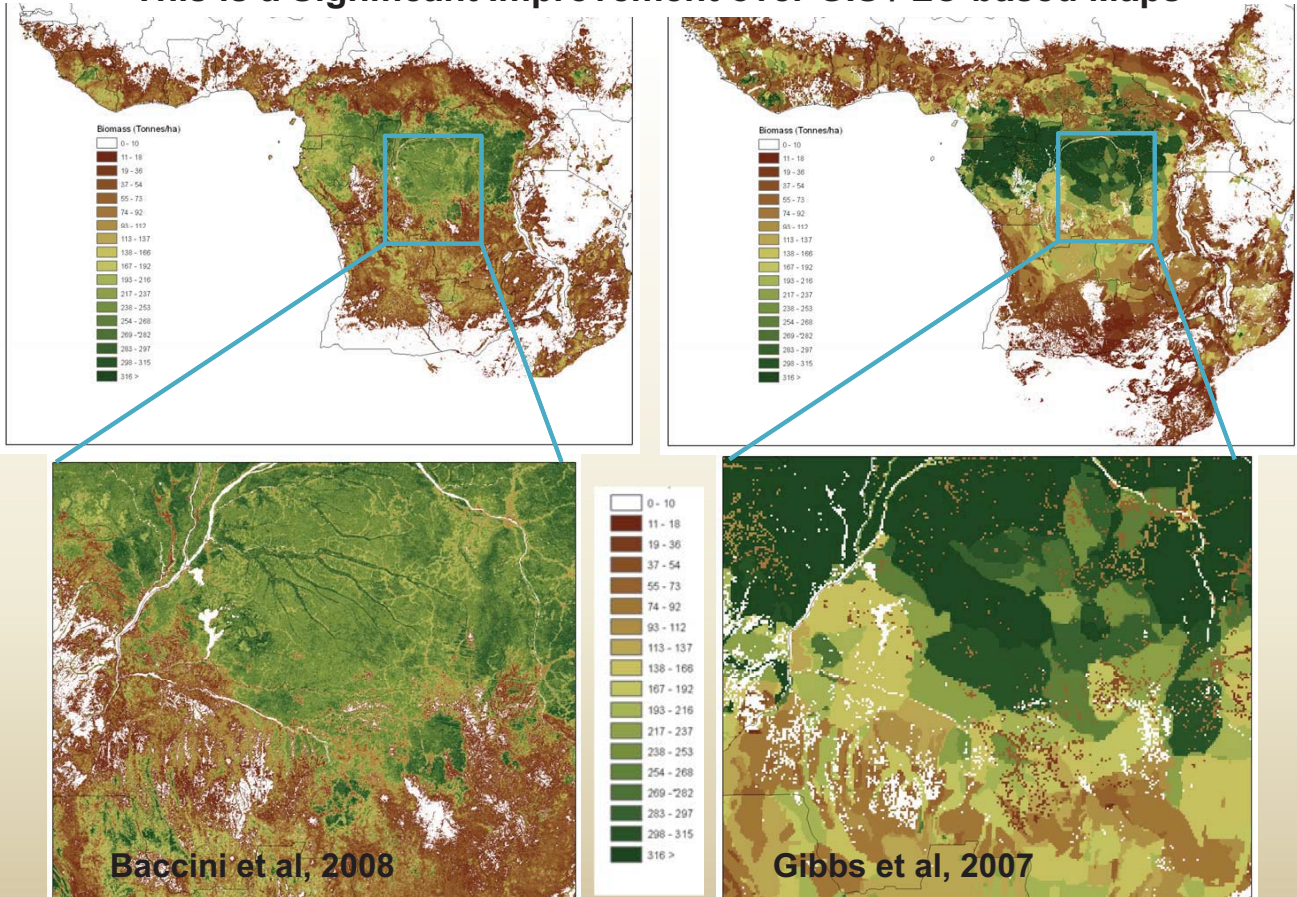 This is a Significant Improvement over GIS / LC-based Maps
Biomass (Tonnes/ha)
0 - 10
11 - 18
19 - 36
37 - 54
55 - 73
74 - 92
93 - 112
113 - 137
138 - 166
167 - 192
193 - 216
217 - 237
238 - 253
254 - 268
269 -*282
283 - 297
298 - 315
316 >
Biomass (Tonnes/ha)
0 - 10
11 - 18
19 - 36
37 - 54
55 - 73
74 - 92
93 - 112
113 - 137
138 - 166
167 - 192
193 - 216
217 - 237
238 - 253
254 - 268
269 -*282
283 - 297
298 - 315
316 >
0 - 10
11 - 18
19 - 36
37 - 54
55 - 73
74 - 92
93 - 112
113 - 137
138 - 166
167 - 192
193 - 216
217 - 237
238 - 253
254 - 268
269 -*282
283 - 297
298 - 315
316 >
Baccini et al, 2008
Gibbs et al, 2007